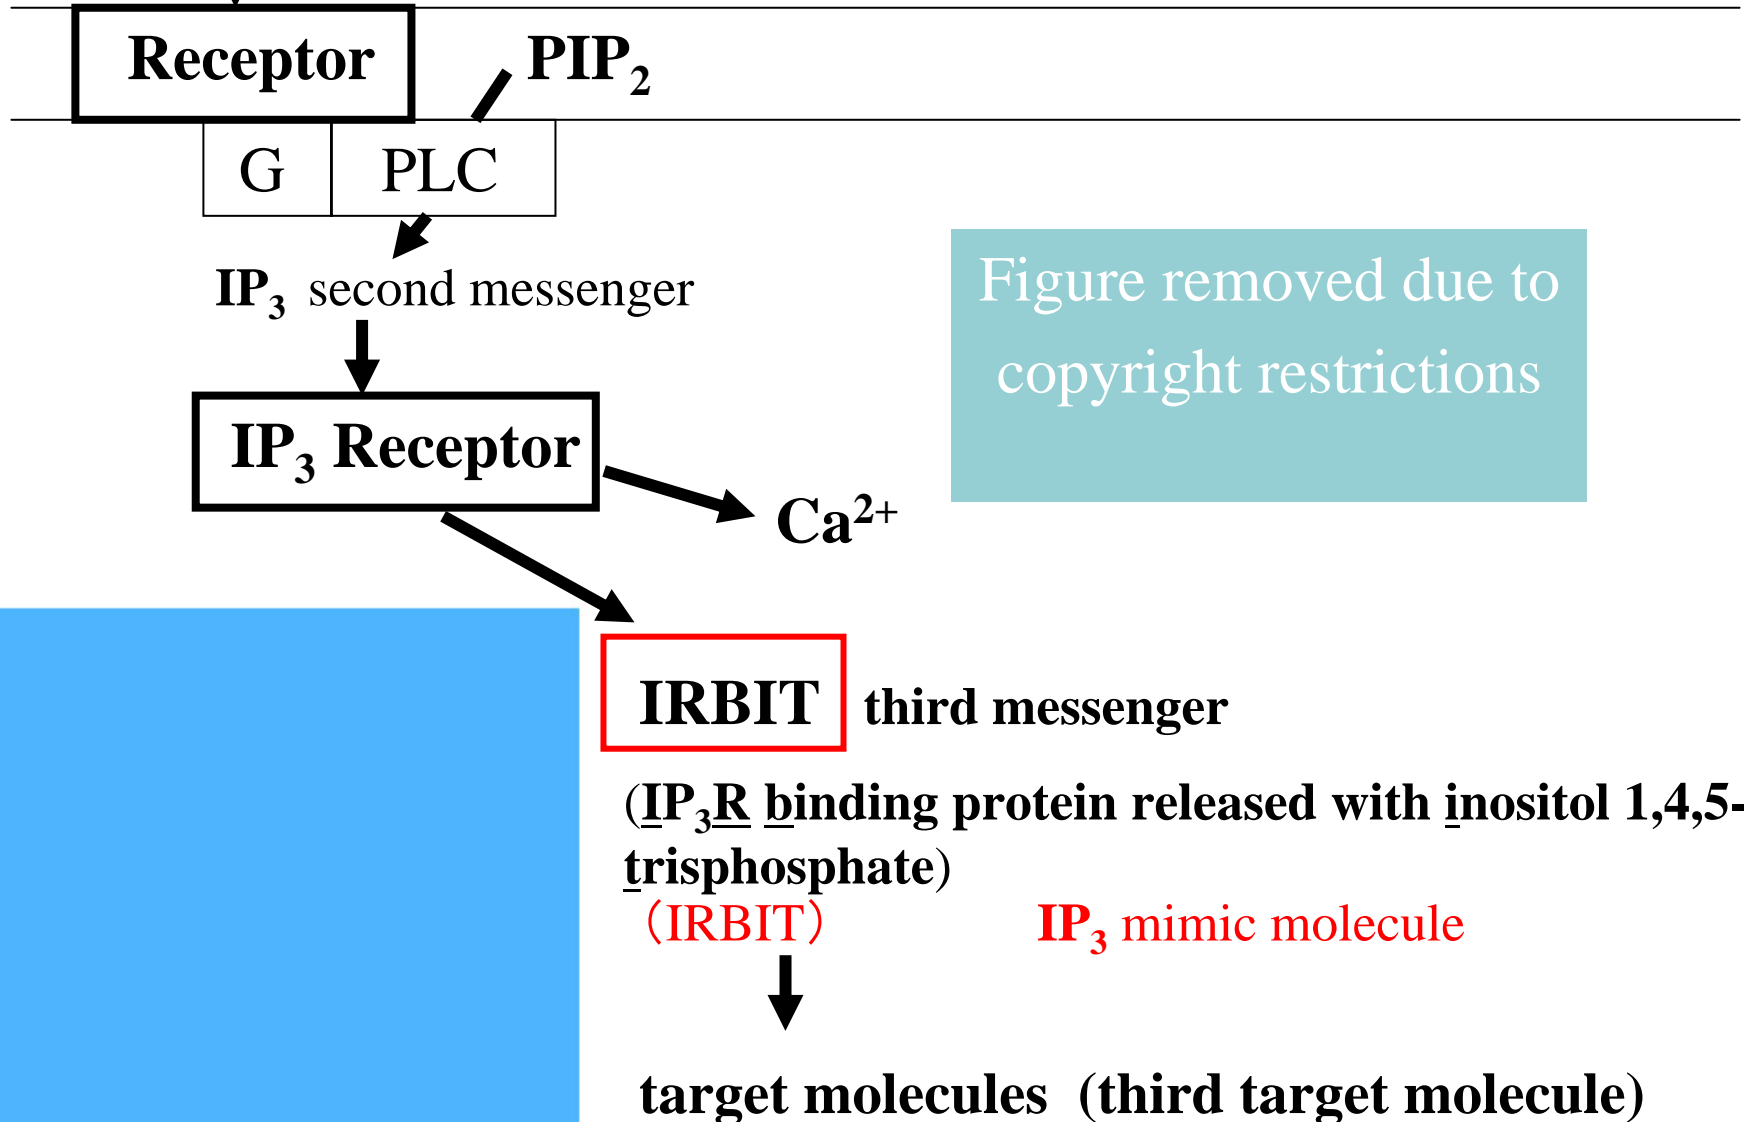 Receptor
PIP₂
G
PLC
IP₃ second messenger
Figure removed due to
copyright restrictions
IP₃ Receptor
Ca²⁺
IRBIT
third messenger
(IP₃R binding protein released with inositol 1,4,5-
trisphosphate)
（IRBIT）
IP₃ mimic molecule
target molecules (third target molecule)